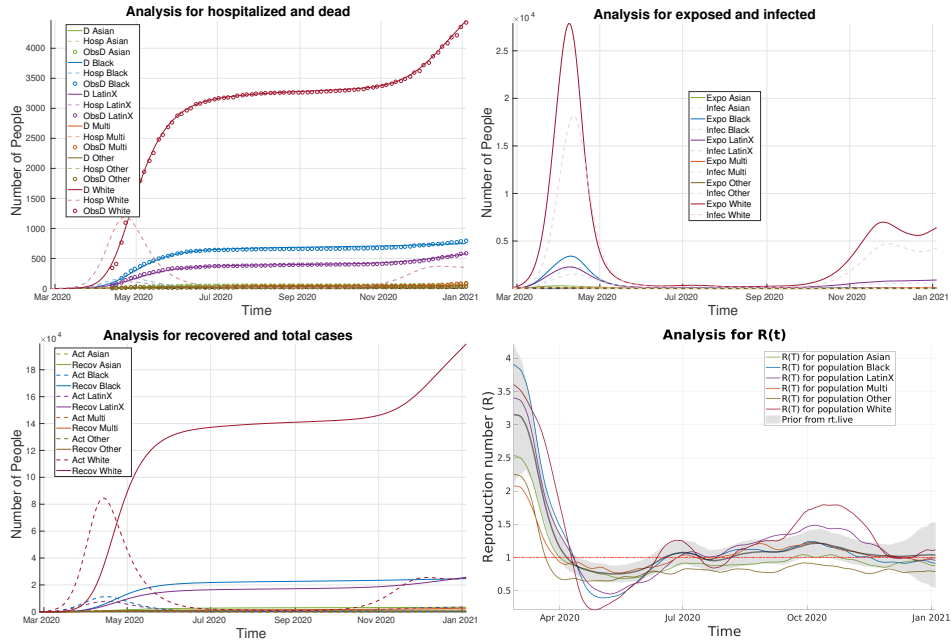 Analysis for hospitalized and dead
Number of People
4000
3500
3000
2500
2000
1500
1000
500
0
D Asian
Hosp Asian
ObsD Asian
D Black
Hosp Black
ObsD Black
D LatinX
Hosp LatinX
ObsD LatinX
D Multi
Hosp Multi
ObsD Multi
D Other
Hosp Other
ObsD Other
D White
Hosp White
ObsD White
Mar 2020 May 2020 Jul 2020 Sep 2020 Nov 2020 Jan 2021
Time
Analysis for exposed and infected
×10^4
Number of People
2.5
2
1.5
1
0.5
0
Expo Asian
Infec Asian
Expo Black
Infec Black
Expo LatinX
Infec LatinX
Expo Multi
Infec Multi
Expo Other
Infec Other
Expo White
Infec White
Mar 2020 May 2020 Jul 2020 Sep 2020 Nov 2020 Jan 2021
Time
Analysis for recovered and total cases
×10^4
Number of People
18
16
14
12
10
8
6
4
2
0
Act Asian
Recov Asian
Act Black
Recov Black
Act LatinX
Recov LatinX
Act Multi
Recov Multi
Act Other
Recov Other
Act White
Recov White
Mar 2020 May 2020 Jul 2020 Sep 2020 Nov 2020 Jan 2021
Time
Analysis for R(t)
Reproduction number (R)
4
3.5
3
2.5
2
1.5
1
0.5
R(T) for population Asian
R(T) for population Black
R(T) for population LatinX
R(T) for population Multi
R(T) for population Other
R(T) for population White
Prior from rt.live
Apr 2020 Jul 2020 Oct 2020 Jan 2021
Time